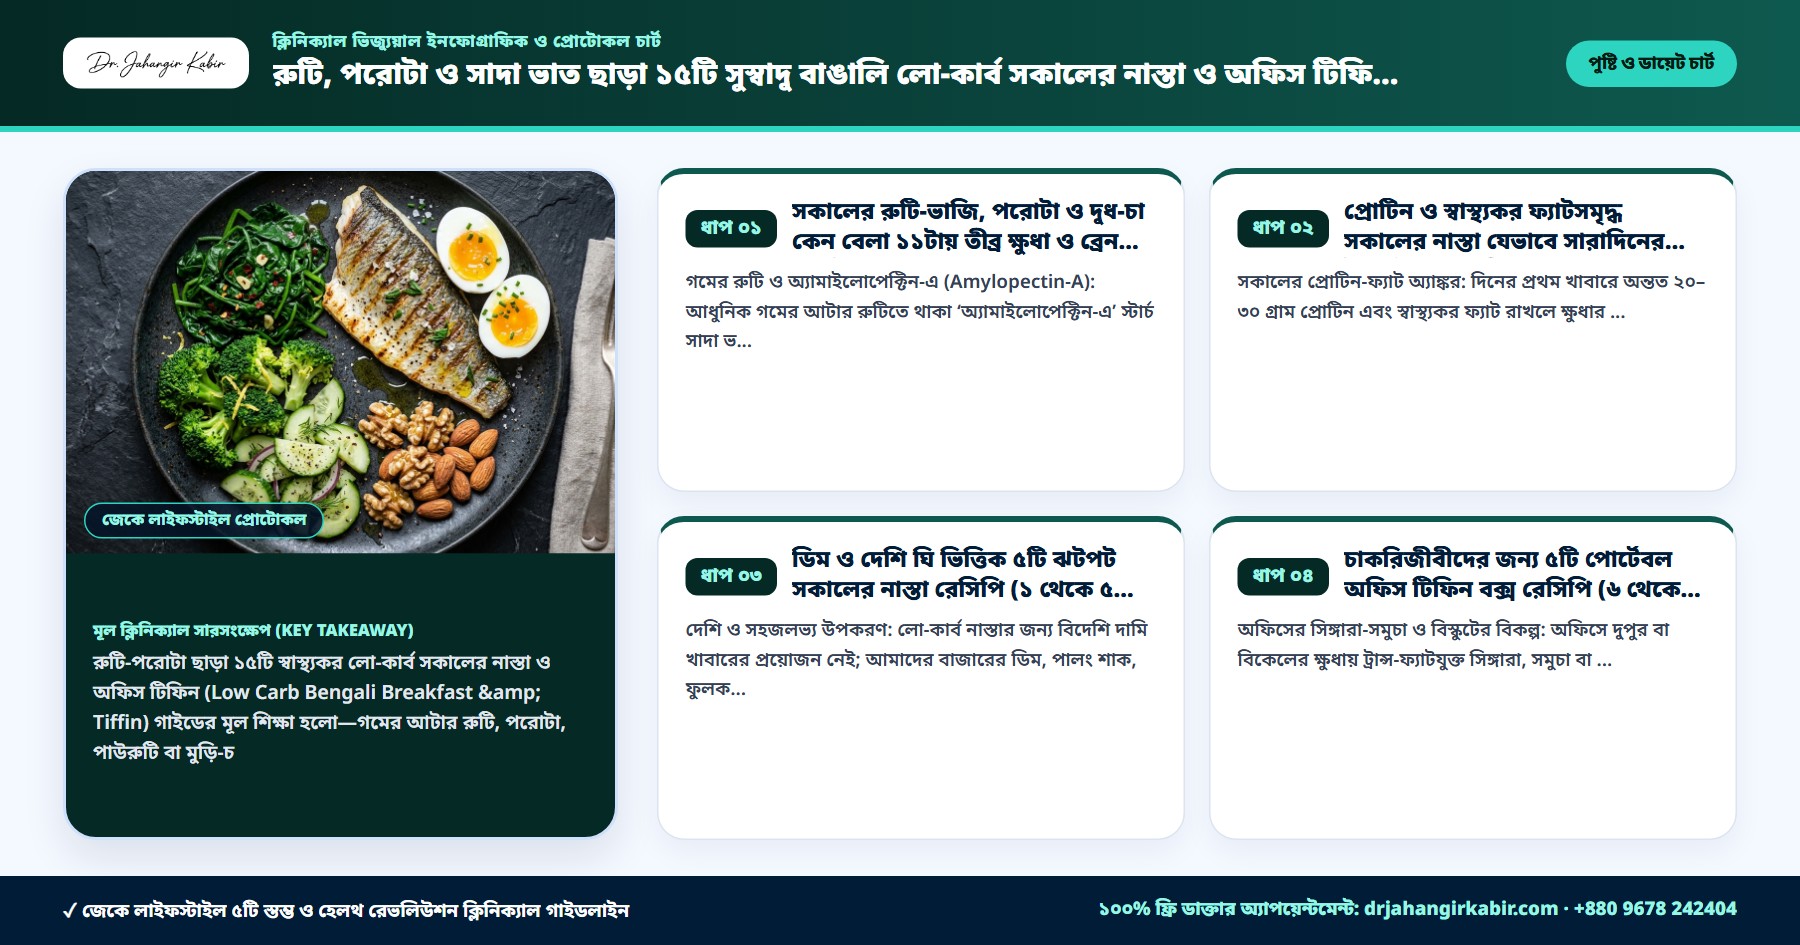 Dr. Jahangir Kabir
ক্লিনিক্যাল ভিজ্যুয়াল ইনফোগ্রাফিক ও প্রোটোকল চার্ট
রুটি, পরোটা ও সাদা ভাত ছাড়া ১৫টি সুস্বাদু বাঙালি লো-কার্ব সকালের নাস্তা ও অফিস টিফি...
পুষ্টি ও ডায়েট চার্ট
জেকে লাইফস্টাইল প্রোটোকল
মূল ক্লিনিক্যাল সারসংক্ষেপ (KEY TAKEAWAY)
রুটি-পরোটা ছাড়া ১৫টি স্বাস্থ্যকর লো-কার্ব সকালের নাস্তা ও
অফিস টিফিন (Low Carb Bengali Breakfast &amp;
Tiffin) গাইডের মূল শিক্ষা হলো—গমের আটার রুটি, পরোটা,
পাউরুটি বা মুড়ি-চ
ধাপ ০১
সকালের রুটি-ভাজি, পরোটা ও দুধ-চা
কেন বেলা ১১টায় তীব্র ক্ষুধা ও ব্রেন...
গমের রুটি ও অ্যামাইলোপেক্টিন-এ (Amylopectin-A):
আধুনিক গমের আটার রুটিতে থাকা ‘অ্যামাইলোপেক্টিন-এ’ স্টার্চ
সাদা ভ...
ধাপ ০২
প্রোটিন ও স্বাস্থ্যকর ফ্যাটসমৃদ্ধ
সকালের নাস্তা যেভাবে সারাদিনের...
সকালের প্রোটিন-ফ্যাট অ্যাঙ্কর: দিনের প্রথম খাবারে অন্তত ২০–
৩০ গ্রাম প্রোটিন এবং স্বাস্থ্যকর ফ্যাট রাখলে ক্ষুধার ...
ধাপ ০৩
ডিম ও দেশি ঘি ভিত্তিক ৫টি ঝটপট
সকালের নাস্তা রেসিপি (১ থেকে ৫...
দেশি ও সহজলভ্য উপকরণ: লো-কার্ব নাস্তার জন্য বিদেশি দামি
খাবারের প্রয়োজন নেই; আমাদের বাজারের ডিম, পালং শাক,
ফুলক...
ধাপ ০৪
চাকরিজীবীদের জন্য ৫টি পোর্টেবল
অফিস টিফিন বক্স রেসিপি (৬ থেকে...
অফিসের সিঙ্গারা-সমুচা ও বিস্কুটের বিকল্প: অফিসে দুপুর বা
বিকেলের ক্ষুধায় ট্রান্স-ফ্যাটযুক্ত সিঙ্গারা, সমুচা বা ...
✓ জেকে লাইফস্টাইল ৫টি স্তম্ভ ও হেলথ রেভলিউশন ক্লিনিক্যাল গাইডলাইন
১০০% ফ্রি ডাক্তার অ্যাপয়েন্টমেন্ট: drjahangirkabir.com · +880 9678 242404